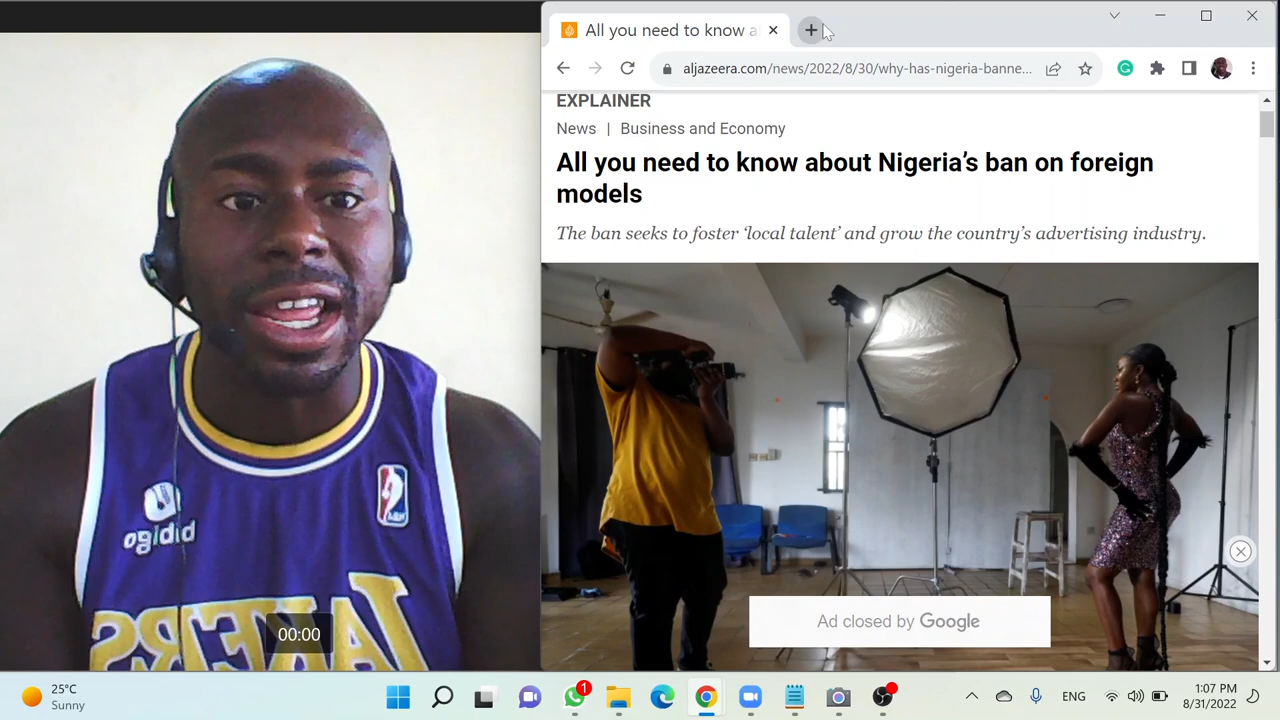 bibigo
NBA
LAKERS
00:00
All you need to know a
aljazeera.com/news/2022/8/30/why-has-nigeria-banne...
EXPLAINER
News | Business and Economy
All you need to know about Nigeria’s ban on foreign
models
The ban seeks to foster ‘local talent’ and grow the country’s advertising industry.
Ad closed by Google
25°C
Sunny
1
ENG
1:07 PM
8/31/2022